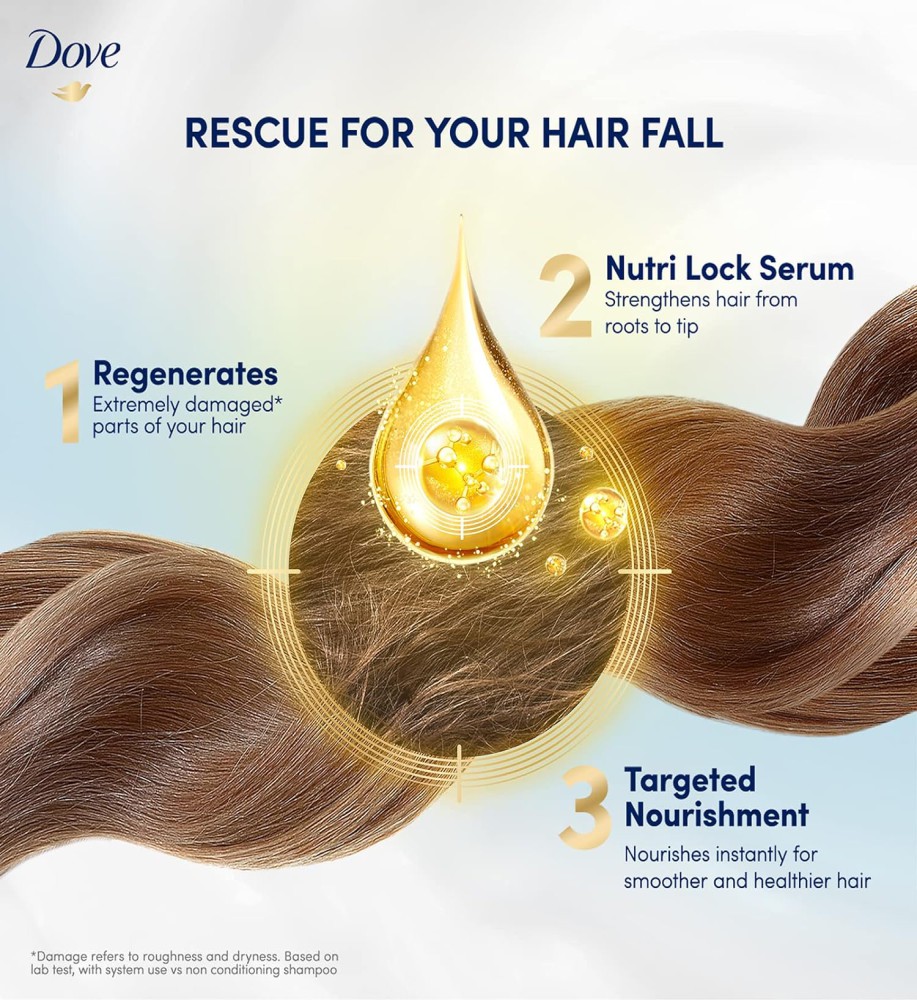 Dove
RESCUE FOR YOUR HAIR FALL
1
Regenerates
Extremely damaged*
parts of your hair
2
Nutri Lock Serum
Strengthens hair from
roots to tip
3
Targeted
Nourishment
Nourishes instantly for
smoother and healthier hair
*Damage refers to roughness and dryness. Based on
lab test, with system use vs non conditioning shampoo